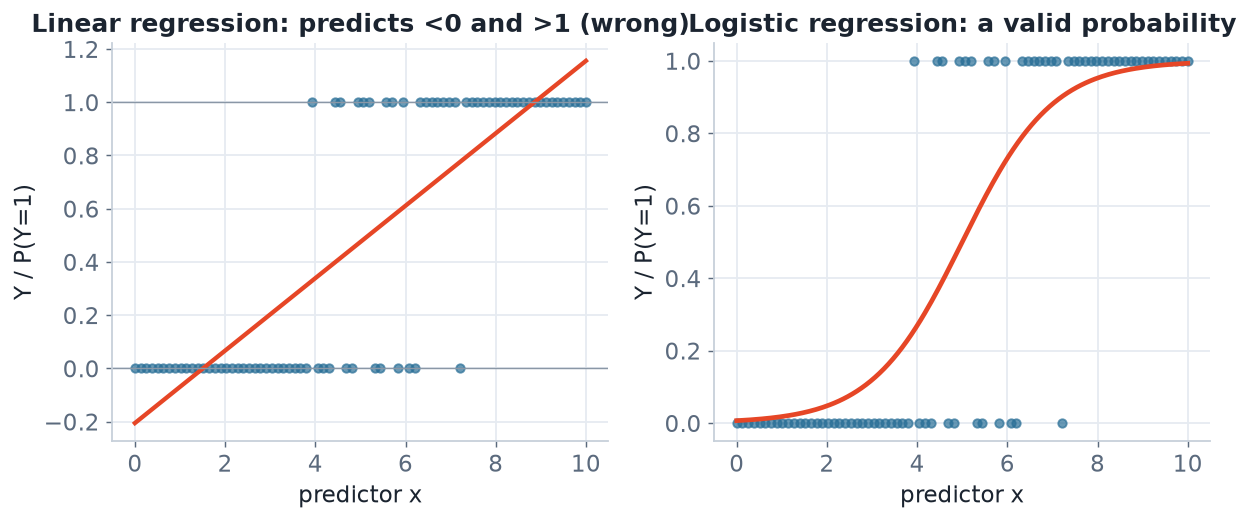 Linear regression: predicts <0 and >1 (wrong)
Y / P(Y=1)
1.2
1.0
0.8
0.6
0.4
0.2
0.0
−0.2
0 2 4 6 8 10
predictor x
Logistic regression: a valid probability
Y / P(Y=1)
1.0
0.8
0.6
0.4
0.2
0.0
0 2 4 6 8 10
predictor x